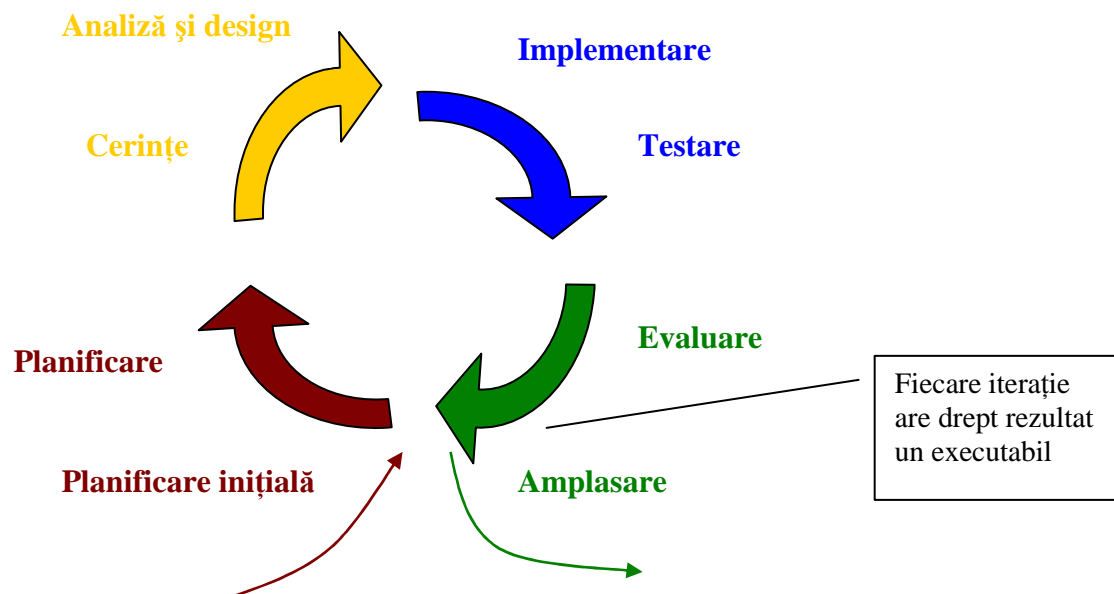 Analiză şi design
Implementare
Cerințe
Testare
Evaluare
Planificare
Fiecare iterație
are drept rezultat
un executabil
Planificare inițială
Amplasare